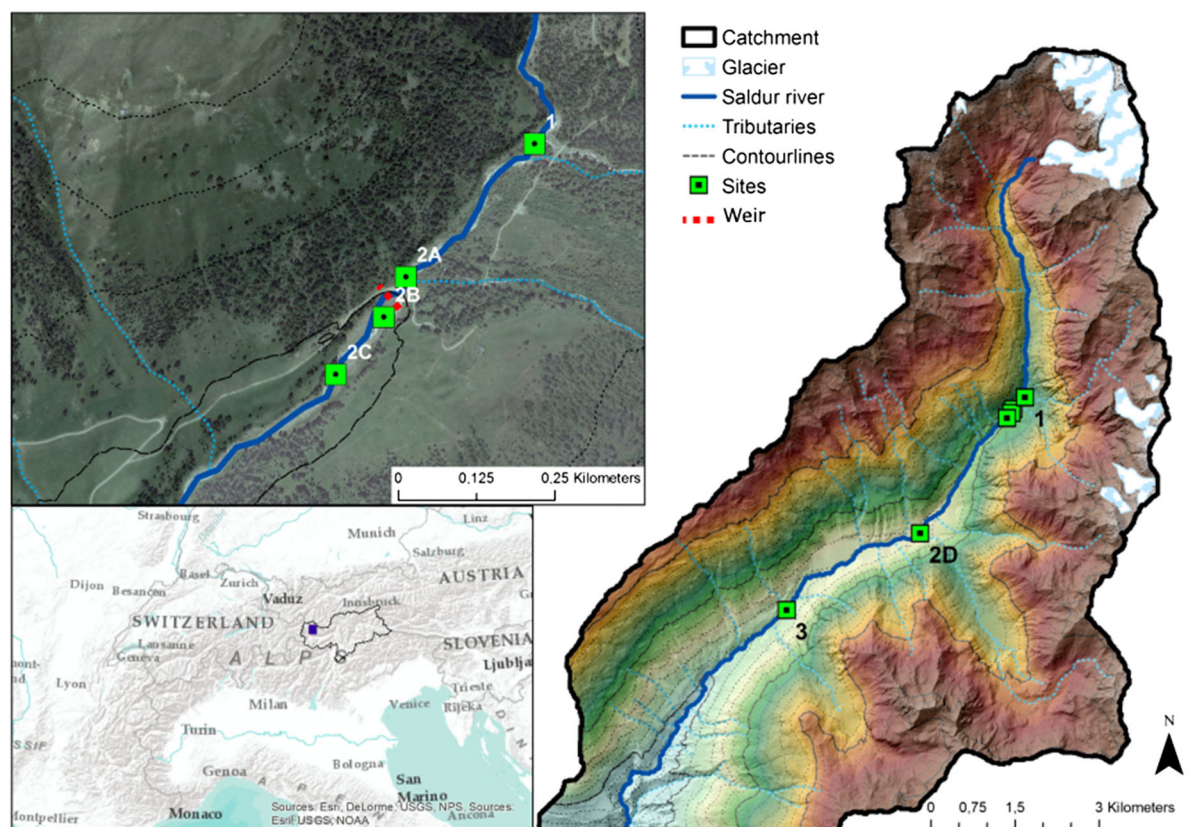 1
2A
2B
2C
0 0,125 0,25 Kilometers
Catchment
Glacier
Saldur river
Tributaries
Contourlines
Sites
Weir
1
2D
3
N
0 0,75 1,5 3 Kilometers
Strasbourg
Munich
Linz
Salzburg
Dijon
Besançon
Basel
Zurich
Vaduz
Innsbruck
AUSTRIA
SWITZERLAND
Lausanne
Geneva
ALP
SLOVENIA
Ljublja
Lyon
Milan
Venice
Trieste
Rijeka
Turin
Genoa
Bologna
San
Marino
Monaco
Ancona
Sources: Esri, DeLorme, USGS, NPS, Sources:
Esri, USGS, NOAA